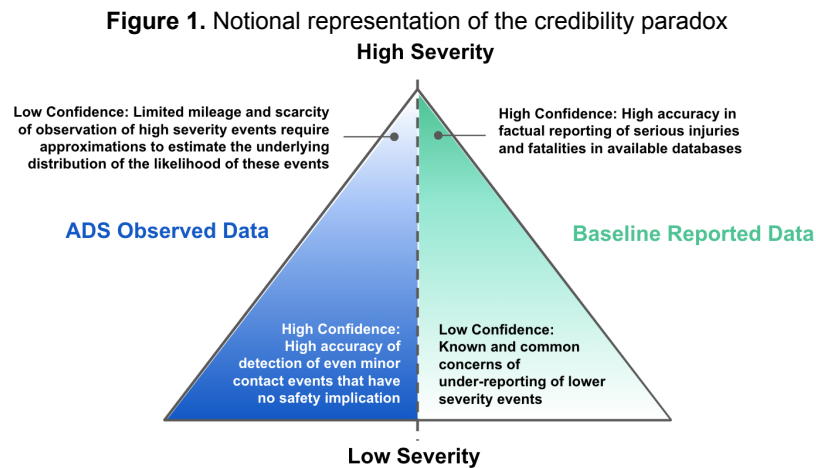 Figure 1. Notional representation of the credibility paradox
High Severity
Low Confidence: Limited mileage and scarcity
of observation of high severity events require
approximations to estimate the underlying
distribution of the likelihood of these events
High Confidence: High accuracy in
factual reporting of serious injuries
and fatalities in available databases
ADS Observed Data
Baseline Reported Data
High Confidence:
High accuracy of
detection of even minor
contact events that have
no safety implication
Low Confidence:
Known and common
concerns of
under-reporting of lower
severity events
Low Severity